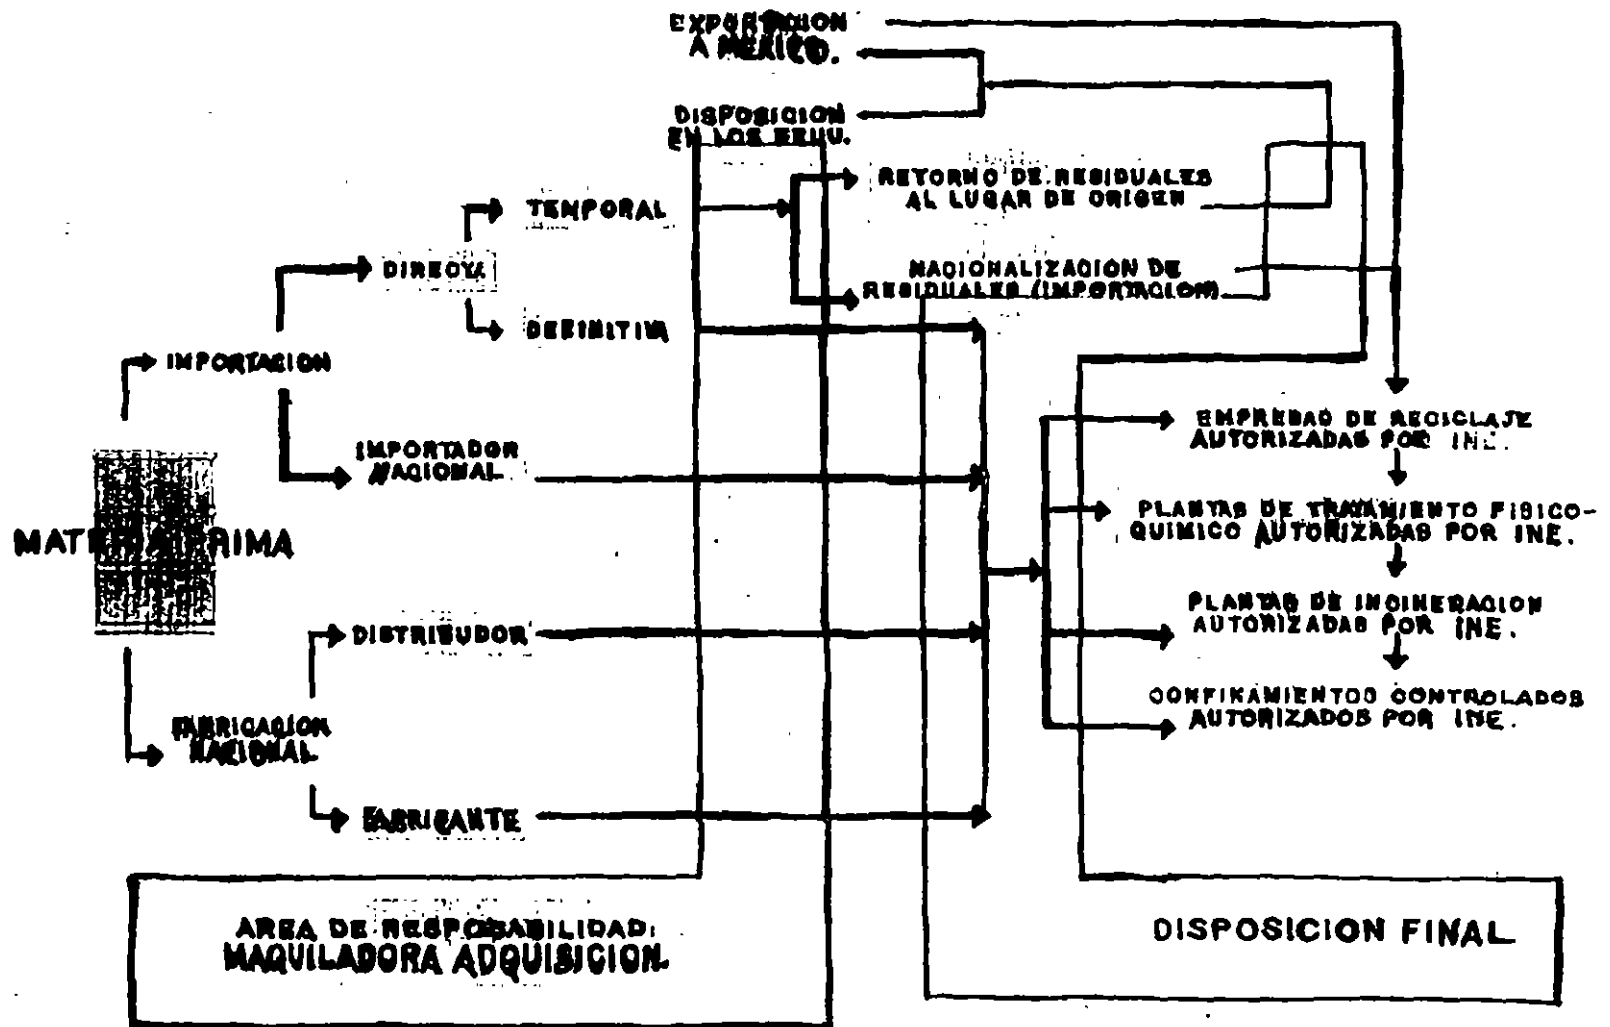 EXPORTACION
A MEXICO.
DISPOSICION
EN LOS EEUU.
TEMPORAL
RETORNO DE RESIDUALES
AL LUGAR DE ORIGEN
DIRECTA
NACIONALIZACION DE
RESIDUALES (IMPORTACION)
DEFINITIVA
IMPORTACION
EMPRESAS DE RECICLAJE
AUTORIZADAS POR INE.
IMPORTADOR
NACIONAL.
PLANTAS DE TRATAMIENTO FISICO-
QUIMICO AUTORIZADAS POR INE.
MATERIA PRIMA
PLANTAS DE INCINERACION
AUTORIZADAS POR INE.
DISTRIBUDOR
CONFINAMIENTOS CONTROLADOS
AUTORIZADOS POR INE.
FABRICACION
NACIONAL.
FABRICANTE
AREA DE RESPOSABILIDAD:
MAQUILADORA ADQUISICION.
DISPOSICION FINAL